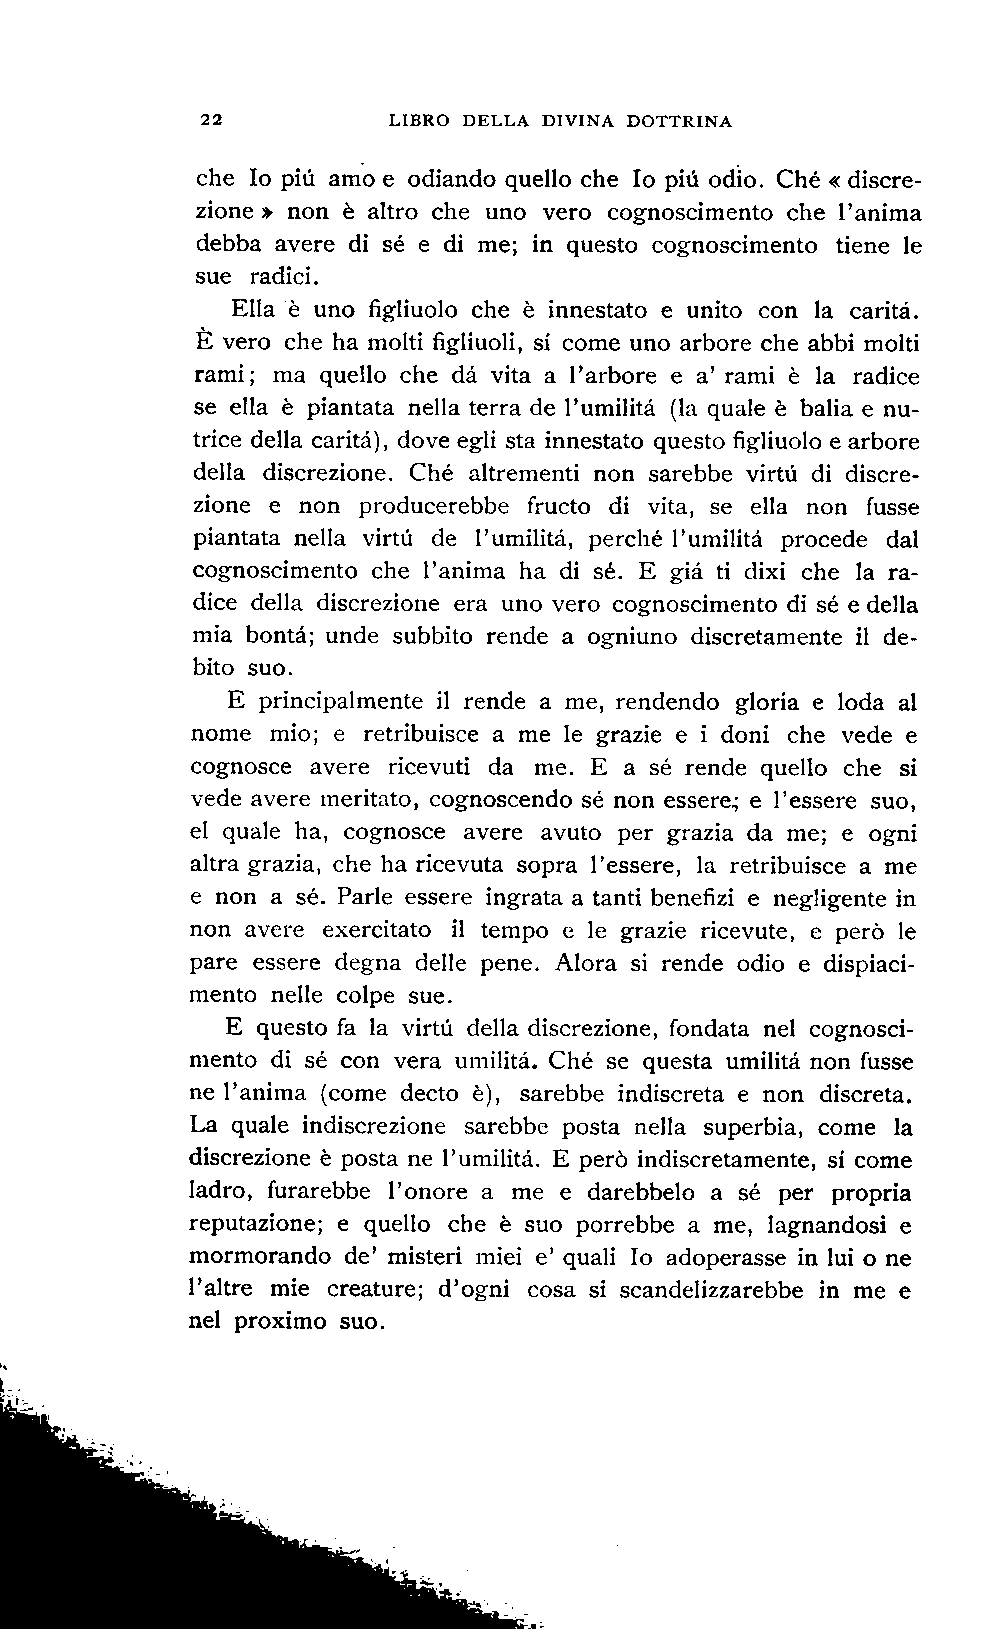 22 LIBRO DELLA DIVINA DOTTRINA
che Io piú amo e odiando quello che Io piú odio. Ché « discre-
zione » non è altro che uno vero cognoscimento che l'anima
debba avere di sé e di me; in questo cognoscimento tiene le
sue radici.
Ella è uno figliuolo che è innestato e unito con la caritá.
È vero che ha molti figliuoli, sí come uno arbore che abbi molti
rami; ma quello che dá vita a l'arbore e a' rami è la radice
se ella è piantata nella terra de l'umilitá (la quale è balia e nu-
trice della caritá), dove egli sta innestato questo figliuolo e arbore
della discrezione. Ché altrementi non sarebbe virtú di discre-
zione e non producerebbe fructo di vita, se ella non fusse
piantata nella virtú de l'umilitá, perché l'umilitá procede dal
cognoscimento che l'anima ha di sé. E giá ti dixi che la ra-
dice della discrezione era uno vero cognoscimento di sé e della
mia bontá; unde subbito rende a ogniuno discretamente il de-
bito suo.
E principalmente il rende a me, rendendo gloria e loda al
nome mio; e retribuisce a me le grazie e i doni che vede e
cognosce avere ricevuti da me. E a sé rende quello che si
vede avere meritato, cognoscendo sé non essere; e l'essere suo,
el quale ha, cognosce avere avuto per grazia da me; e ogni
altra grazia, che ha ricevuta sopra l'essere, la retribuisce a me
e non a sé. Parle essere ingrata a tanti benefizi e negligente in
non avere exercitato il tempo e le grazie ricevute, e però le
pare essere degna delle pene. Alora si rende odio e dispiaci-
mento nelle colpe sue.
E questo fa la virtú della discrezione, fondata nel cognosci-
mento di sé con vera umilitá. Ché se questa umilitá non fusse
ne l'anima (come decto è), sarebbe indiscreta e non discreta.
La quale indiscrezione sarebbe posta nella superbia, come la
discrezione è posta ne l'umilitá. E però indiscretamente, sí come
ladro, furarebbe l'onore a me e darebbelo a sé per propria
reputazione; e quello che è suo porrebbe a me, lagnandosi e
mormorando de' misteri miei e' quali Io adoperasse in lui o ne
l'altre mie creature; d'ogni cosa si scandelizzarebbe in me e
nel proximo suo.